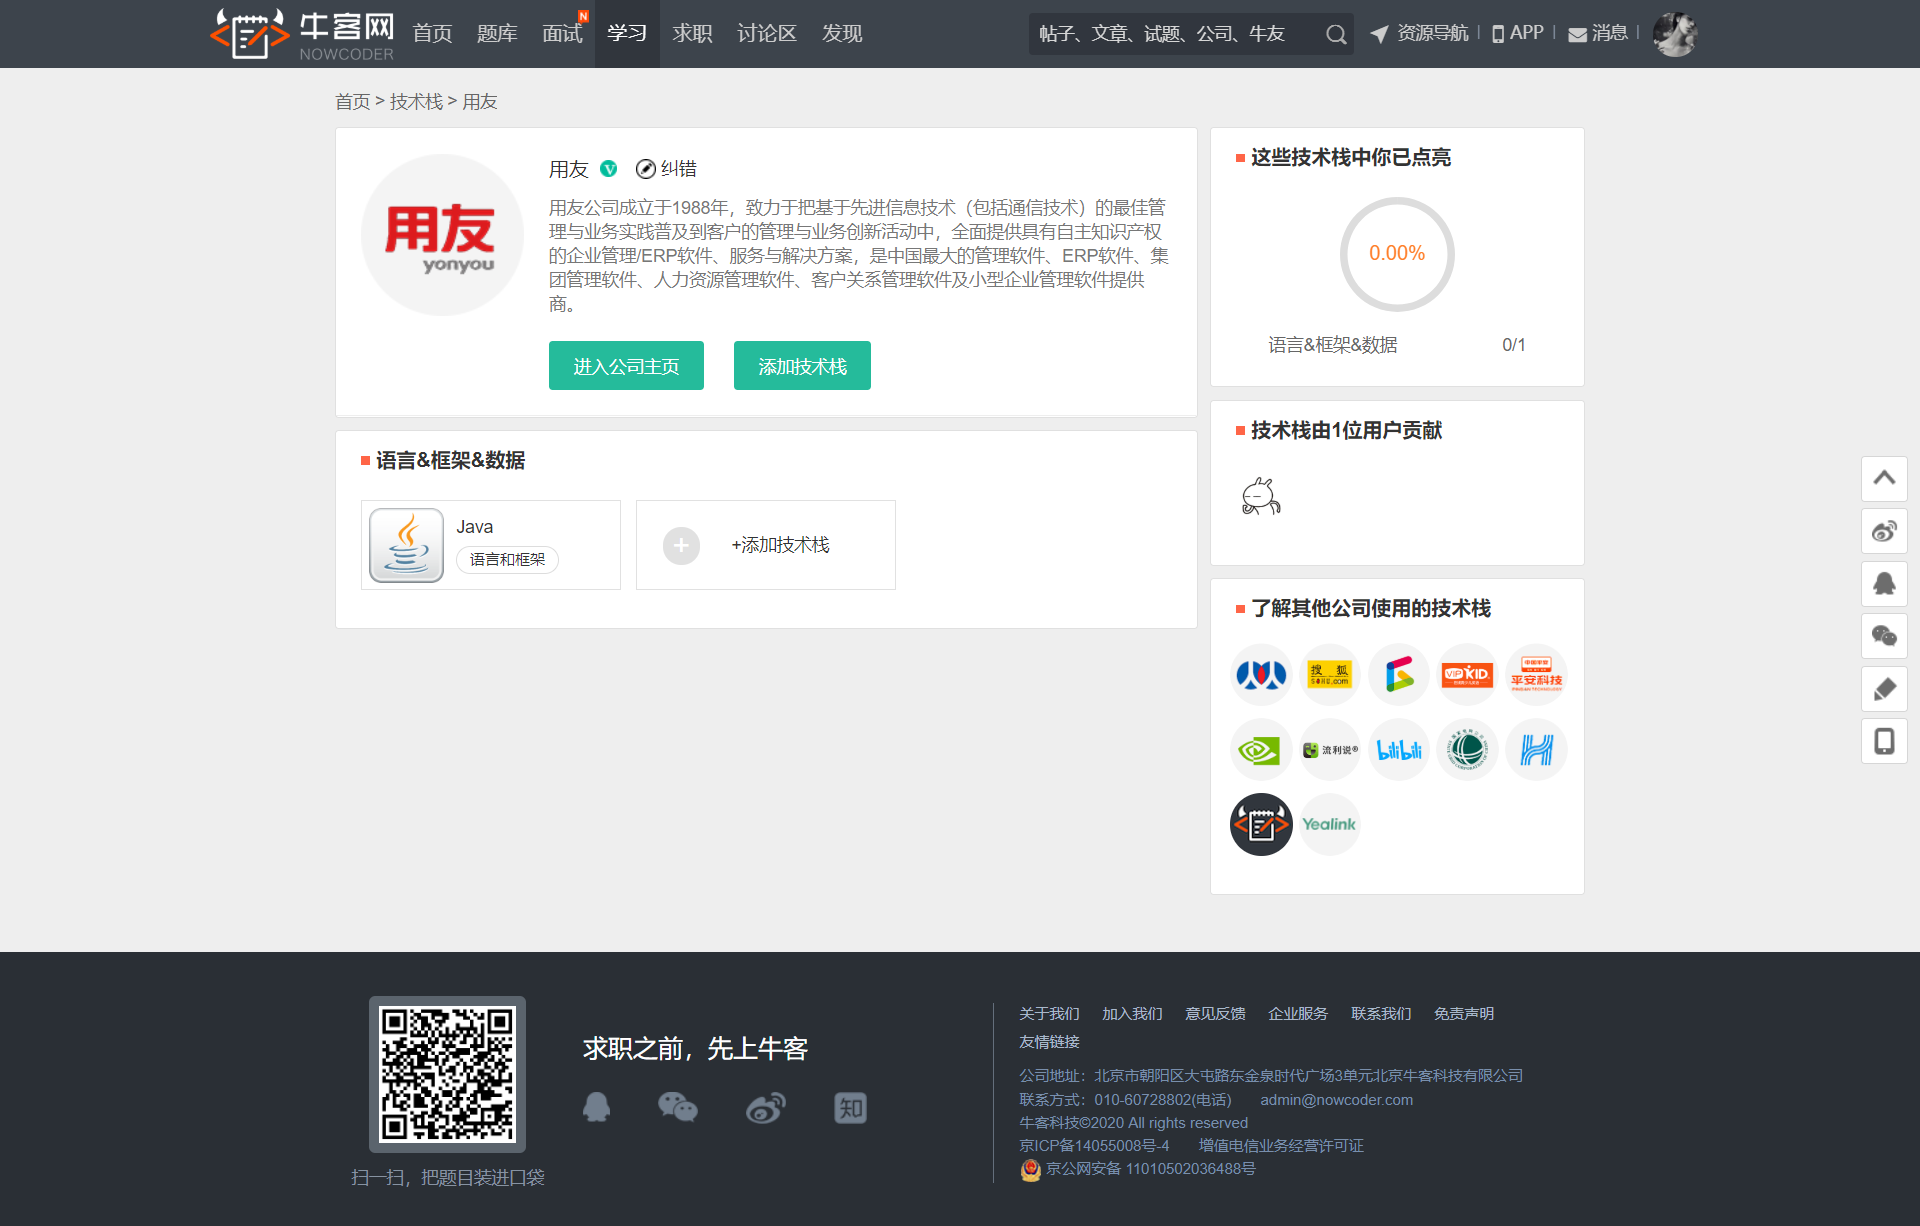 牛客网
NOWCODER
首页 题库 面试 N 学习 求职 讨论区 发现
帖子、文章、试题、公司、牛友
资源导航 APP 消息
首页 > 技术栈 > 用友
用友
yonyou
用友 V 纠错
用友公司成立于1988年，致力于把基于先进信息技术（包括通信技术）的最佳管
理与业务实践普及到客户的管理与业务创新活动中，全面提供具有自主知识产权
的企业管理/ERP软件、服务与解决方案，是中国最大的管理软件、ERP软件、集
团管理软件、人力资源管理软件、客户关系管理软件及小型企业管理软件提供
商。
进入公司主页 添加技术栈
语言&框架&数据
Java
语言和框架
+添加技术栈
这些技术栈中你已点亮
0.00%
语言&框架&数据 0/1
技术栈由1位用户贡献
了解其他公司使用的技术栈
搜狐
SOHU.com
VIPKID
平安科技
流利说®
bilibili
Yealink
扫一扫，把题目装进口袋
求职之前，先上牛客
知
关于我们 加入我们 意见反馈 企业服务 联系我们 免责声明
友情链接
公司地址：北京市朝阳区大屯路东金泉时代广场3单元北京牛客科技有限公司
联系方式：010-60728802(电话) admin@nowcoder.com
牛客科技©2020 All rights reserved
京ICP备14055008号-4 增值电信业务经营许可证
京公网安备 11010502036488号